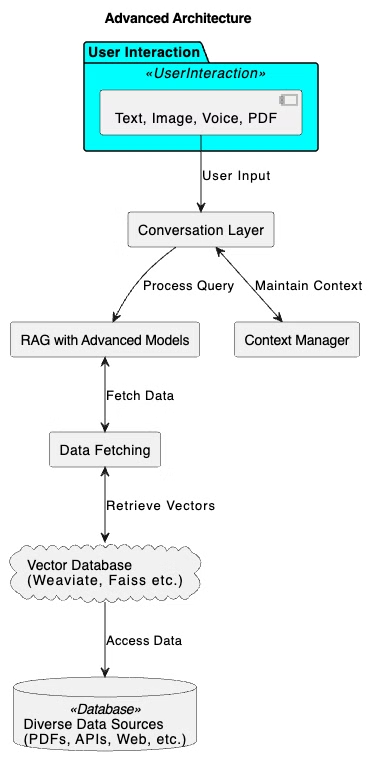 Advanced Architecture
User Interaction
«UserInteraction»
Text, Image, Voice, PDF
User Input
Conversation Layer
Process Query
Maintain Context
RAG with Advanced Models
Context Manager
Fetch Data
Data Fetching
Retrieve Vectors
Vector Database
(Weaviate, Faiss etc.)
Access Data
«Database»
Diverse Data Sources
(PDFs, APIs, Web, etc.)